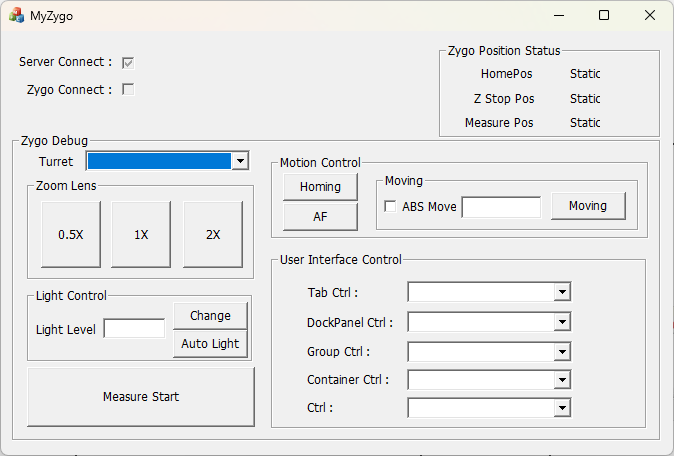 MyZygo
Server Connect :
Zygo Connect :
Zygo Position Status
HomePos Static
Z Stop Pos Static
Measure Pos Static
Zygo Debug
Turret
Zoom Lens
0.5X 1X 2X
Light Control
Light Level
Change
Auto Light
Measure Start
Motion Control
Homing
AF
Moving
ABS Move
Moving
User Interface Control
Tab Ctrl :
DockPanel Ctrl :
Group Ctrl :
Container Ctrl :
Ctrl :